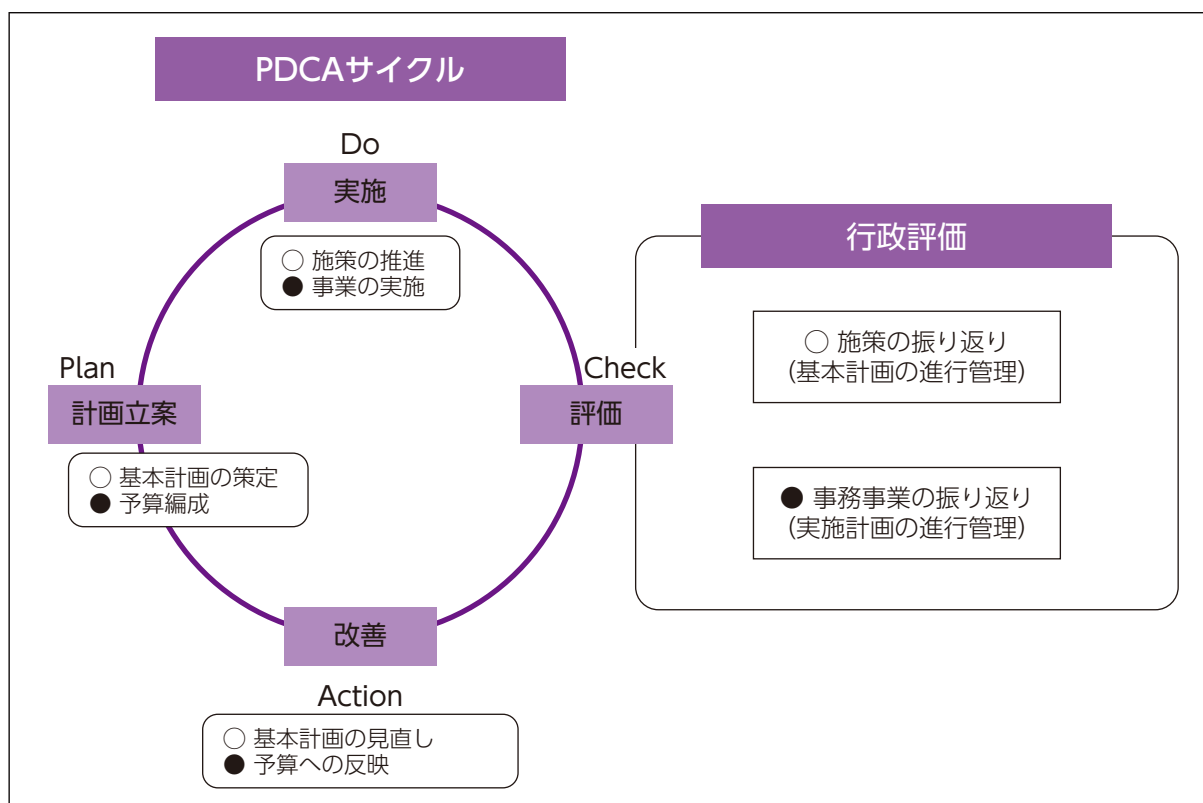 PDCAサイクル
Do
実施
○ 施策の推進
● 事業の実施
Plan
計画立案
○ 基本計画の策定
● 予算編成
Check
評価
改善
Action
○ 基本計画の見直し
● 予算への反映
行政評価
○ 施策の振り返り
(基本計画の進行管理)
● 事務事業の振り返り
(実施計画の進行管理)